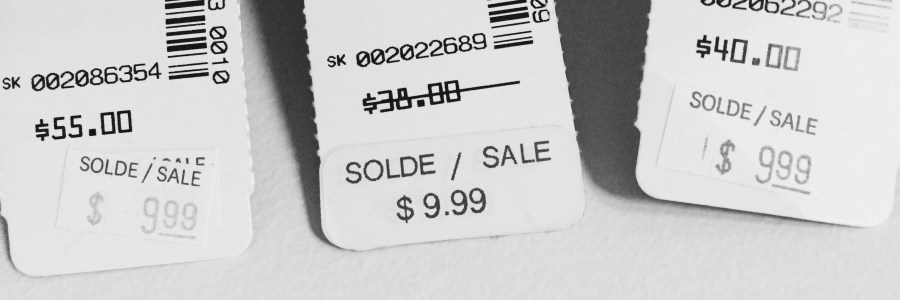 0010
SK 002086354
$55.00
SOLDE / SALE
$ 999
09
SK 002022689
$38.00
SOLDE / SALE
$ 9.99
002062292
$40.00
SOLDE / SALE
$ 999